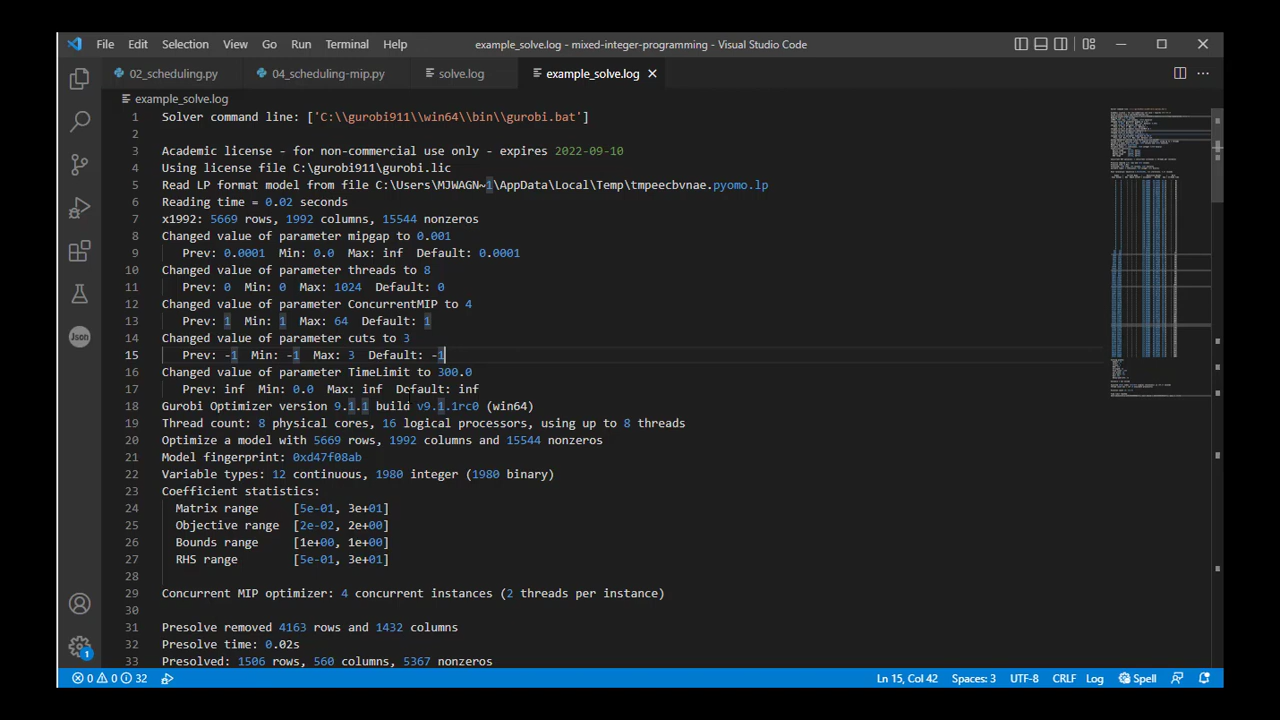 File Edit Selection View Go Run Terminal Help example_solve.log - mixed-integer-programming - Visual Studio Code
02_scheduling.py 04_scheduling-mip.py solve.log example_solve.log
example_solve.log
1 Solver command line: ['C:\\gurobi911\\win64\\bin\\gurobi.bat']
2
3 Academic license - for non-commercial use only - expires 2022-09-10
4 Using license file C:\gurobi911\gurobi.lic
5 Read LP format model from file C:\Users\MJWAGN~1\AppData\Local\Temp\tmpeecbvnae.pyomo.lp
6 Reading time = 0.02 seconds
7 x1992: 5669 rows, 1992 columns, 15544 nonzeros
8 Changed value of parameter mipgap to 0.001
9 Prev: 0.0001 Min: 0.0 Max: inf Default: 0.0001
10 Changed value of parameter threads to 8
11 Prev: 0 Min: 0 Max: 1024 Default: 0
12 Changed value of parameter ConcurrentMIP to 4
13 Prev: 1 Min: 1 Max: 64 Default: 1
14 Changed value of parameter cuts to 3
15 Prev: -1 Min: -1 Max: 3 Default: -1
16 Changed value of parameter TimeLimit to 300.0
17 Prev: inf Min: 0.0 Max: inf Default: inf
18 Gurobi Optimizer version 9.1.1 build v9.1.1rc0 (win64)
19 Thread count: 8 physical cores, 16 logical processors, using up to 8 threads
20 Optimize a model with 5669 rows, 1992 columns and 15544 nonzeros
21 Model fingerprint: 0xd47f08ab
22 Variable types: 12 continuous, 1980 integer (1980 binary)
23 Coefficient statistics:
24 Matrix range [5e-01, 3e+01]
25 Objective range [2e-02, 2e+00]
26 Bounds range [1e+00, 1e+00]
27 RHS range [5e-01, 3e+01]
28
29 Concurrent MIP optimizer: 4 concurrent instances (2 threads per instance)
30
31 Presolve removed 4163 rows and 1432 columns
32 Presolve time: 0.02s
33 Presolved: 1506 rows, 560 columns, 5367 nonzeros
Json
1
0 0 32 Ln 15, Col 42 Spaces: 3 UTF-8 CRLF Log Spell